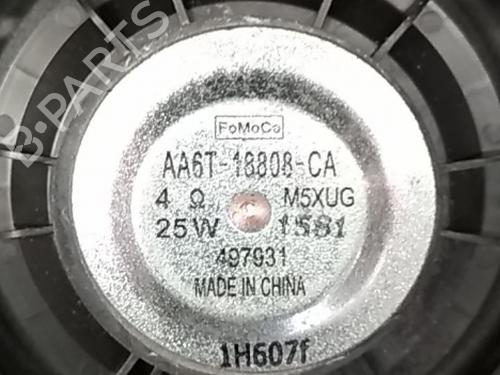 B-PARTS
FoMoCo
AA6T-18808-CA
4 Ω M5XUG
25W 1581
497931
MADE IN CHINA
1H607f